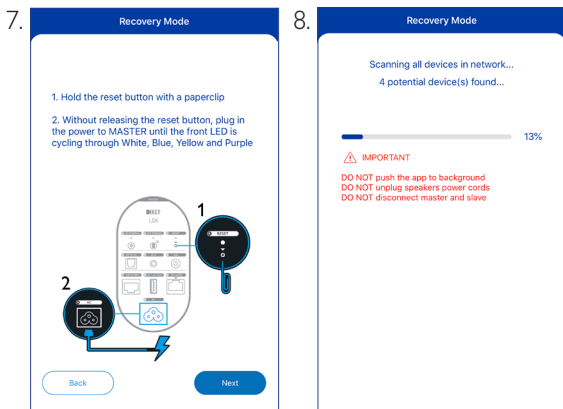 7.
Recovery Mode
1. Hold the reset button with a paperclip
2. Without releasing the reset button, plug in
the power to MASTER until the front LED is
cycling through White, Blue, Yellow and Purple
KEF
LSX
1
RESET
2
AC
Back
Next
8.
Recovery Mode
Scanning all devices in network...
4 potential device(s) found...
13%
IMPORTANT
DO NOT push the app to background
DO NOT unplug speakers power cords
DO NOT disconnect master and slave